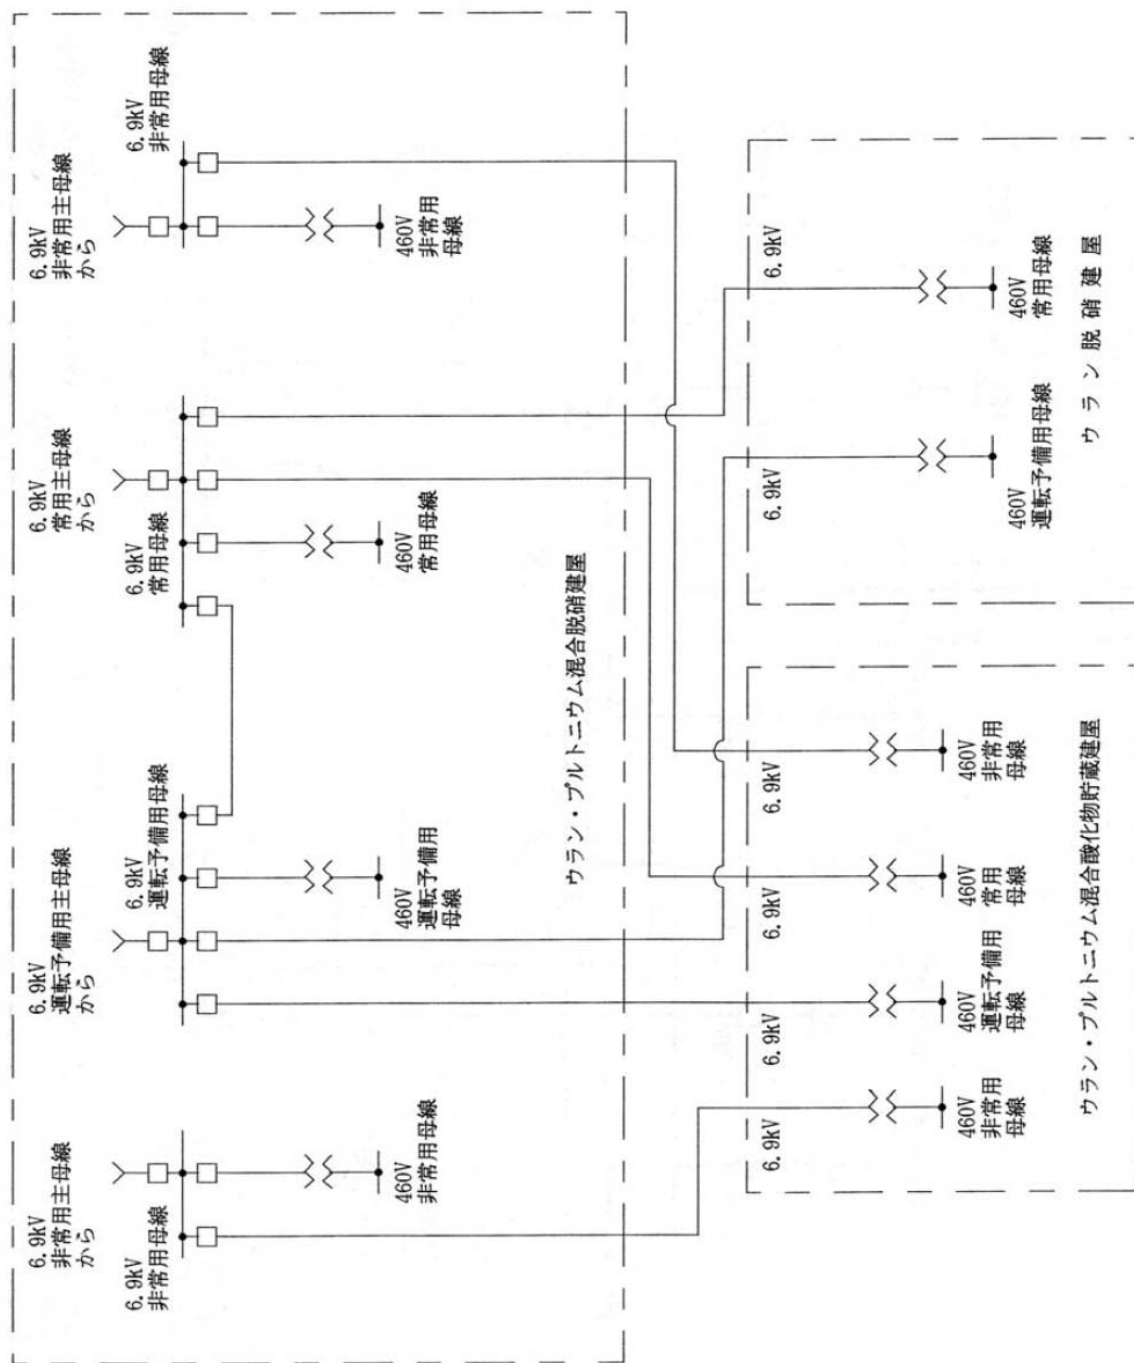 6.9kV
非常用主母線
から
6.9kV
運転予備用主母線
から
6.9kV
常用主母線
から
6.9kV
非常用主母線
から
6.9kV
非常用母線
6.9kV
運転予備用母線
6.9kV
常用母線
6.9kV
非常用母線
460V
非常用母線
460V
運転予備用
母線
460V
常用母線
460V
非常用
母線
ウラン・プルトニウム混合脱硝建屋
6.9kV
6.9kV
6.9kV
6.9kV
6.9kV
6.9kV
460V
非常用
母線
460V
運転予備用
母線
460V
常用
母線
460V
非常用
母線
460V
運転予備用母線
460V
常用母線
ウラン・プルトニウム混合酸化物貯蔵建屋
ウラン脱硝建屋